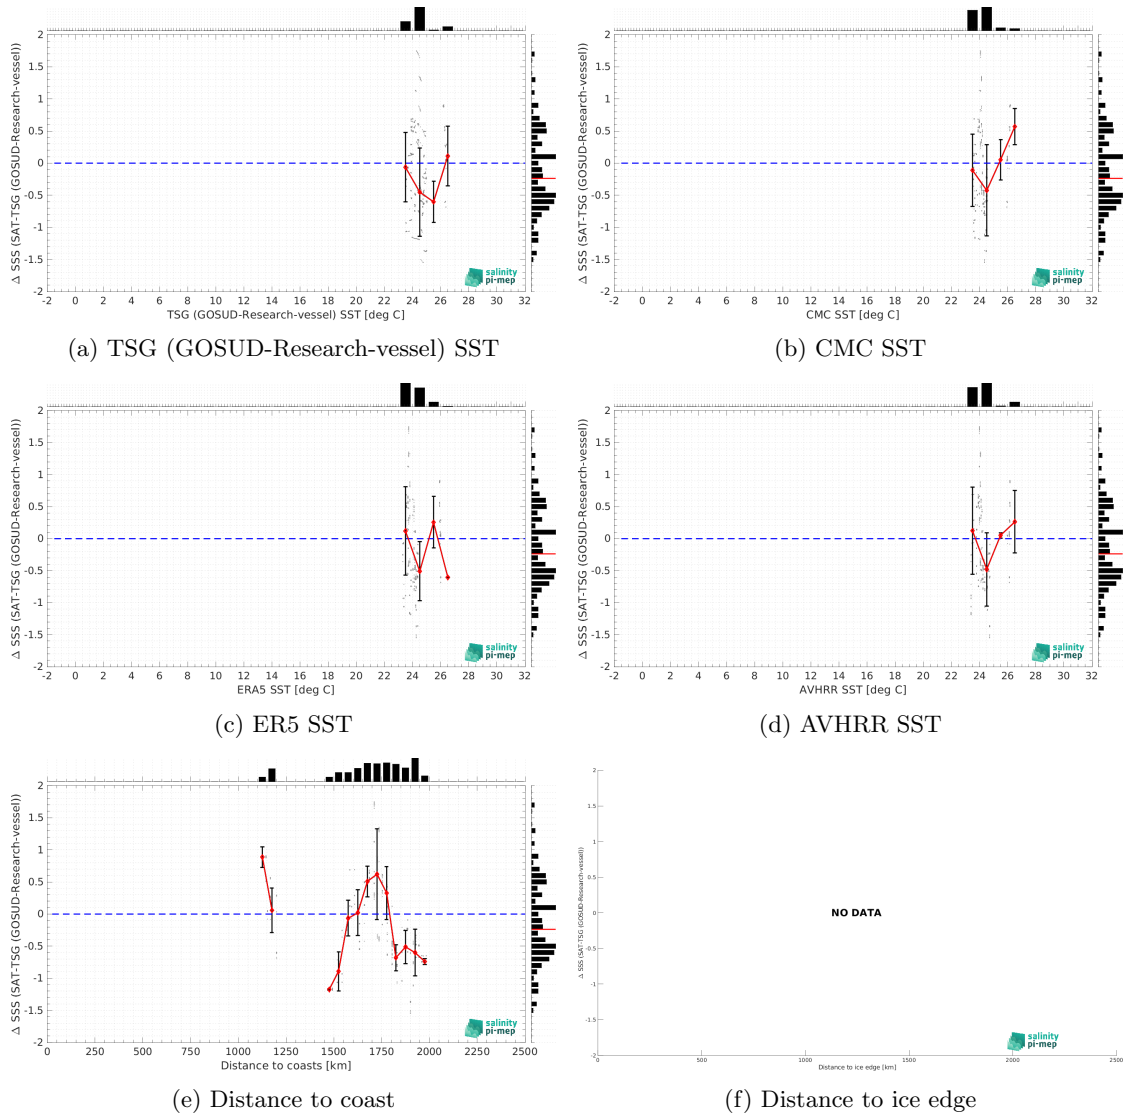 2
1.5
1
0.5
0
-0.5
-1
-1.5
-2
Δ SSS (SAT-TSG (GOSUD-Research-vessel))
-2 0 2 4 6 8 10 12 14 16 18 20 22 24 26 28 30 32
TSG (GOSUD-Research-vessel) SST [deg C]
salinity
pi-mep
(a) TSG (GOSUD-Research-vessel) SST
2
1.5
1
0.5
0
-0.5
-1
-1.5
-2
Δ SSS (SAT-TSG (GOSUD-Research-vessel))
-2 0 2 4 6 8 10 12 14 16 18 20 22 24 26 28 30 32
CMC SST [deg C]
salinity
pi-mep
(b) CMC SST
2
1.5
1
0.5
0
-0.5
-1
-1.5
-2
Δ SSS (SAT-TSG (GOSUD-Research-vessel))
-2 0 2 4 6 8 10 12 14 16 18 20 22 24 26 28 30 32
ERA5 SST [deg C]
salinity
pi-mep
(c) ER5 SST
2
1.5
1
0.5
0
-0.5
-1
-1.5
-2
Δ SSS (SAT-TSG (GOSUD-Research-vessel))
-2 0 2 4 6 8 10 12 14 16 18 20 22 24 26 28 30 32
AVHRR SST [deg C]
salinity
pi-mep
(d) AVHRR SST
2
1.5
1
0.5
0
-0.5
-1
-1.5
-2
Δ SSS (SAT-TSG (GOSUD-Research-vessel))
0 250 500 750 1000 1250 1500 1750 2000 2250 2500
Distance to coasts [km]
salinity
pi-mep
(e) Distance to coast
2
1.5
1
0.5
0
-0.5
-1
-1.5
-2
Δ SSS (SAT-TSG (GOSUD-Research-vessel))
NO DATA
0 500 1000 1500 2000 2500
Distance to ice edge [km]
salinity
pi-mep
(f) Distance to ice edge